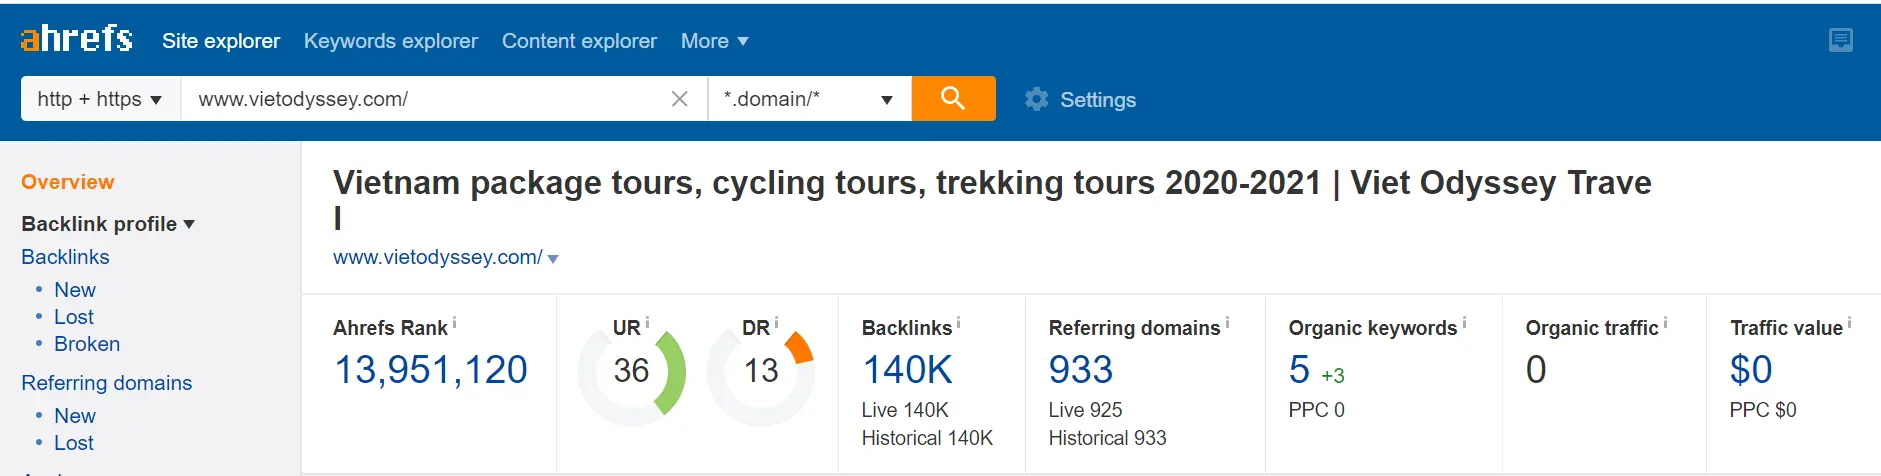 ahrefs Site explorer Keywords explorer Content explorer More
http + https www.vietodyssey.com/ *.domain/* Settings
Overview
Backlink profile
Backlinks
New
Lost
Broken
Referring domains
New
Lost
Vietnam package tours, cycling tours, trekking tours 2020-2021 | Viet Odyssey Trave
l
www.vietodyssey.com/
Ahrefs Rank i
13,951,120
UR i
36
DR i
13
Backlinks i
140K
Live 140K
Historical 140K
Referring domains i
933
Live 925
Historical 933
Organic keywords i
5 +3
PPC 0
Organic traffic i
0
Traffic value i
$0
PPC $0